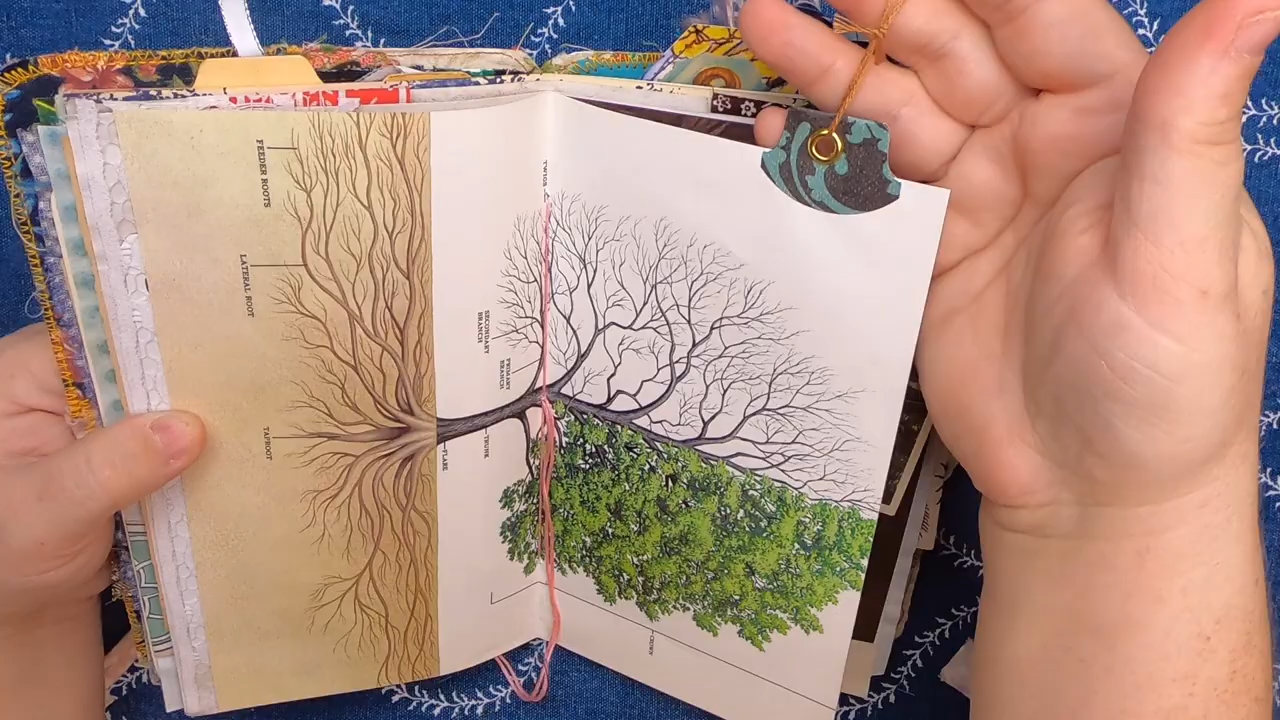 FEEDER ROOTS
LATERAL ROOT
TAPROOT
FLARE
TRUNK
PRIMARY
BRANCH
SECONDARY
BRANCH
TWIGS
CROWN